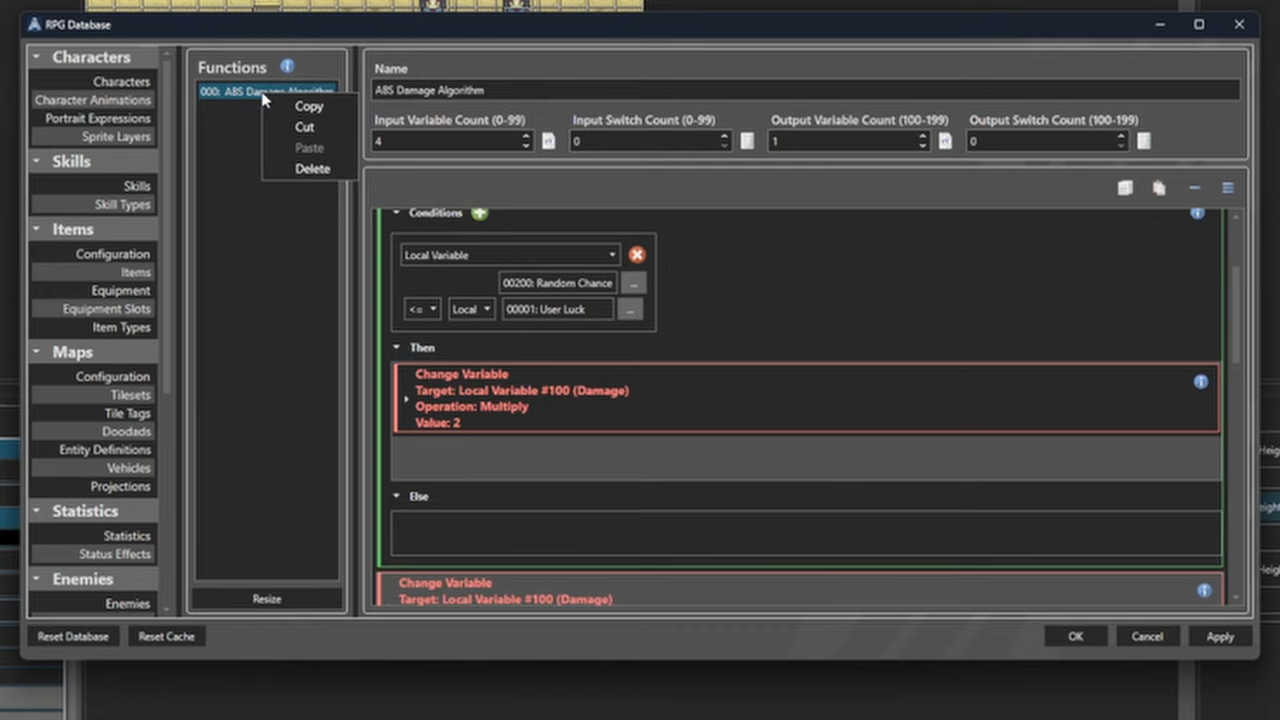 RPG Database
Characters
Characters
Character Animations
Portrait Expressions
Sprite Layers
Skills
Skills
Skill Types
Items
Configuration
Items
Equipment
Equipment Slots
Item Types
Maps
Configuration
Tilesets
Tile Tags
Doodads
Entity Definitions
Vehicles
Projections
Statistics
Statistics
Status Effects
Enemies
Enemies
Functions
000: ABS Damage Algorithm
Copy
Cut
Paste
Delete
Resize
Name
ABS Damage Algorithm
Input Variable Count (0-99) Input Switch Count (0-99) Output Variable Count (100-199) Output Switch Count (100-199)
4 0 1 0
Conditions
Local Variable
00200: Random Chance ...
<= Local 00001: User Luck ...
Then
Change Variable
Target: Local Variable #100 (Damage)
Operation: Multiply
Value: 2
Else
Change Variable
Target: Local Variable #100 (Damage)
Reset Database Reset Cache OK Cancel Apply